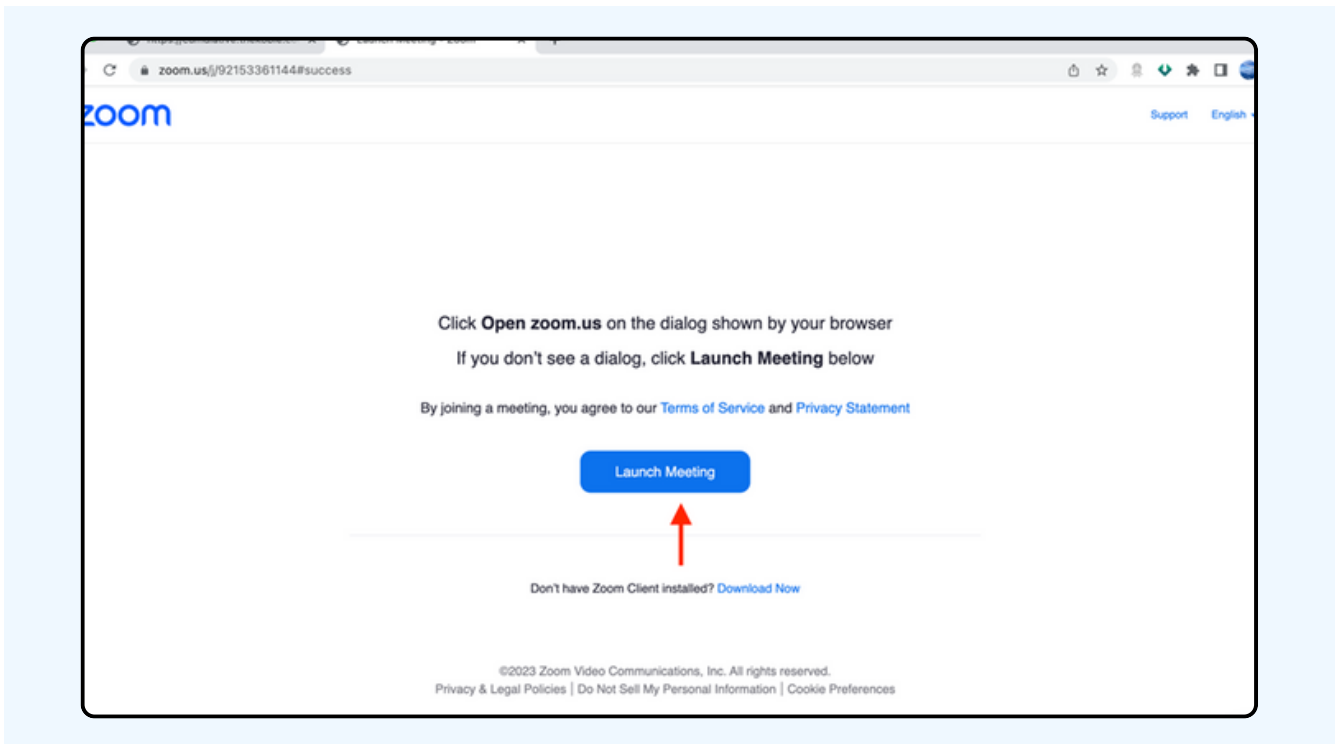 zoom.us/j/92153361144#success
zoom
Support English
Click Open zoom.us on the dialog shown by your browser
If you don't see a dialog, click Launch Meeting below
By joining a meeting, you agree to our Terms of Service and Privacy Statement
Launch Meeting
Don't have Zoom Client installed? Download Now
©2023 Zoom Video Communications, Inc. All rights reserved.
Privacy & Legal Policies | Do Not Sell My Personal Information | Cookie Preferences